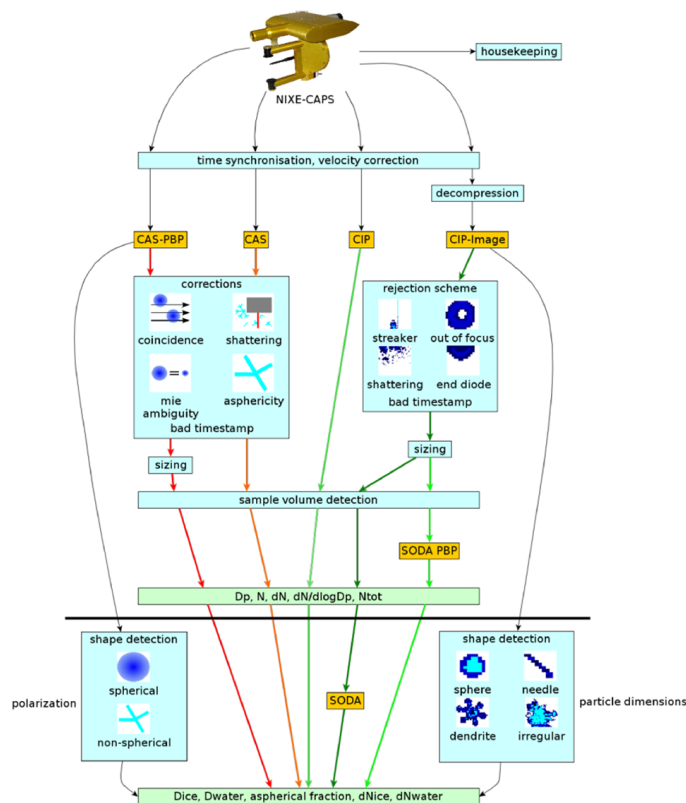 housekeeping
NIXE-CAPS
time synchronisation, velocity correction
decompression
CAS-PBP
CAS
CIP
CIP-Image
corrections
coincidence
shattering
mie
ambiguity
asphericity
bad timestamp
rejection scheme
streaker
out of focus
shattering
end diode
bad timestamp
sizing
sizing
sample volume detection
SODA PBP
Dp, N, dN, dN/dlogDp, Ntot
shape detection
spherical
non-spherical
polarization
SODA
shape detection
sphere
needle
dendrite
irregular
particle dimensions
Dice, Dwater, aspherical fraction, dNice, dNwater